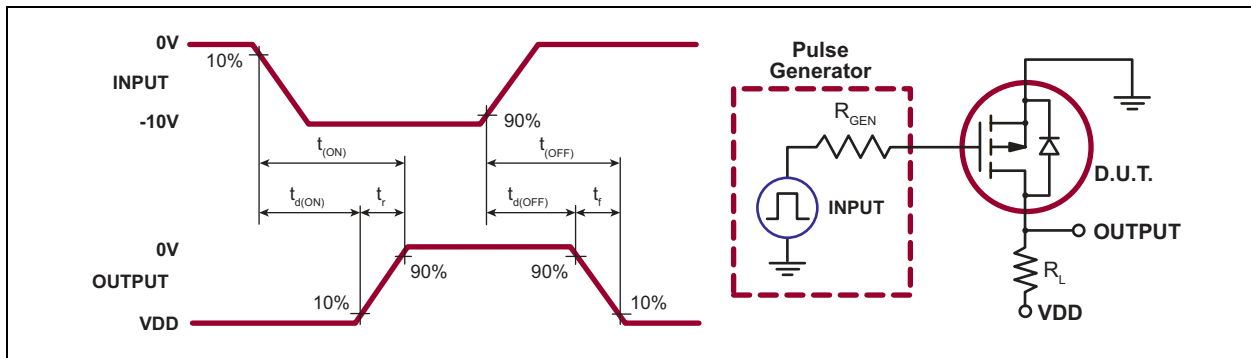 0V
10%
INPUT
-10V
90%
t(ON)
t(OFF)
td(ON)
tr
td(OFF)
tf
0V
OUTPUT
90%
90%
10%
10%
VDD
Pulse
Generator
RGEN
INPUT
D.U.T.
OUTPUT
RL
VDD